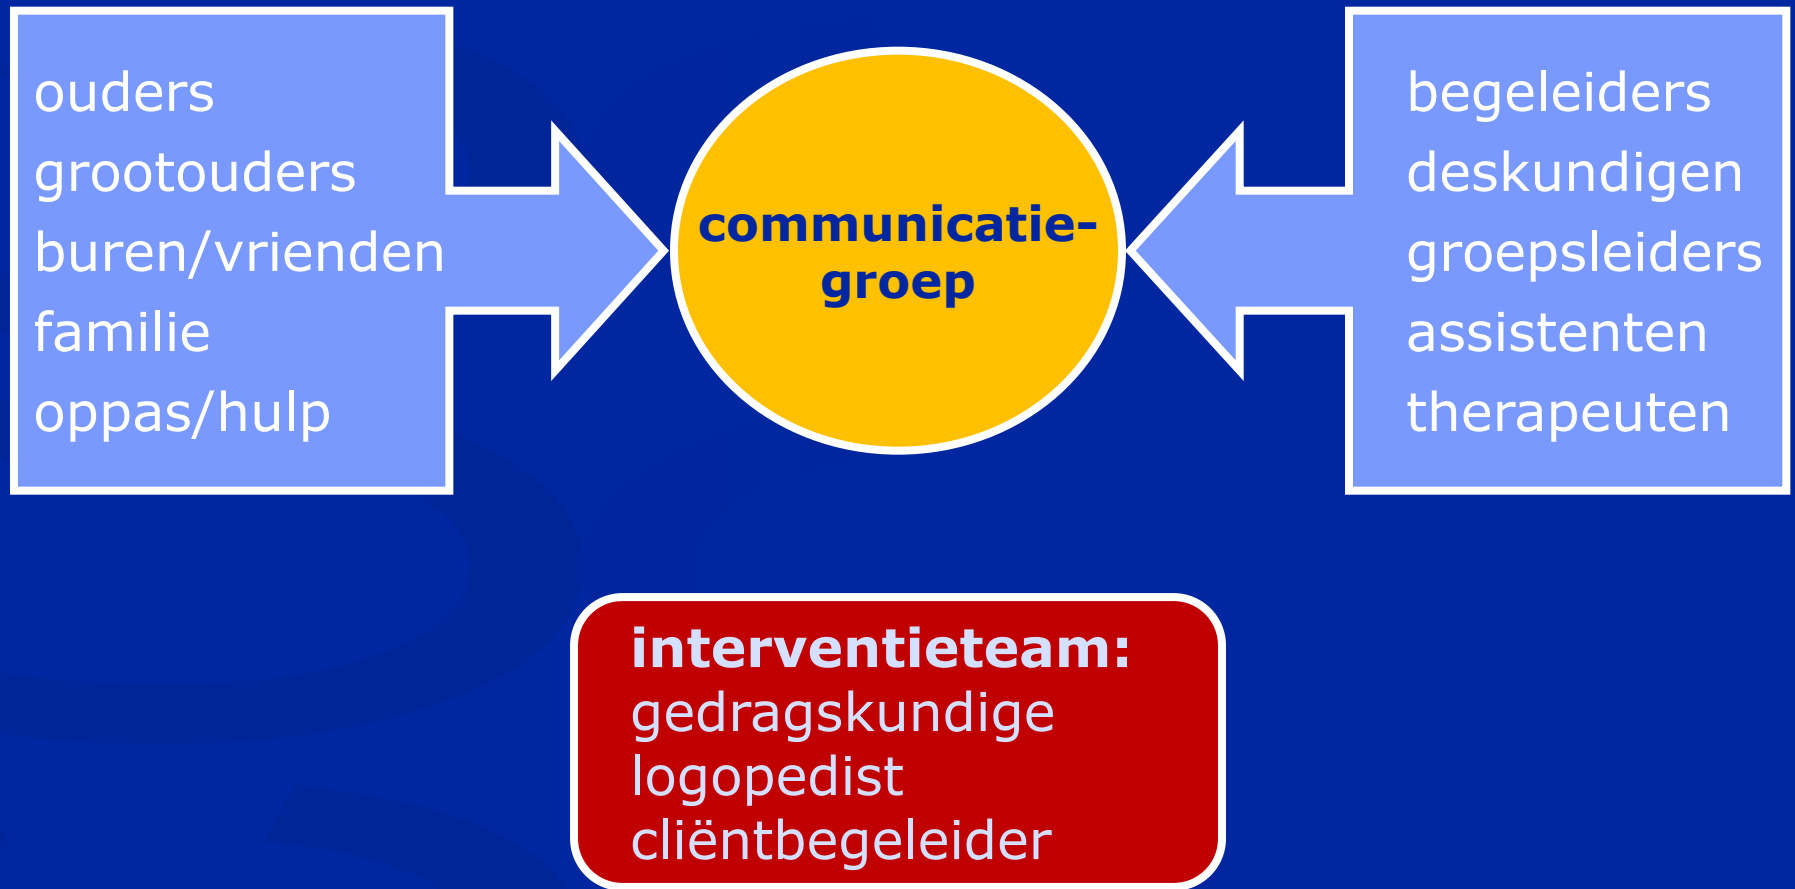 ouders
grootouders
buren/vrienden
familie
oppas/hulp
communicatie-
groep
begeleiders
deskundigen
groepsleiders
assistenten
therapeuten
interventieteam:
gedragskundige
logopedist
cliëntbegeleider